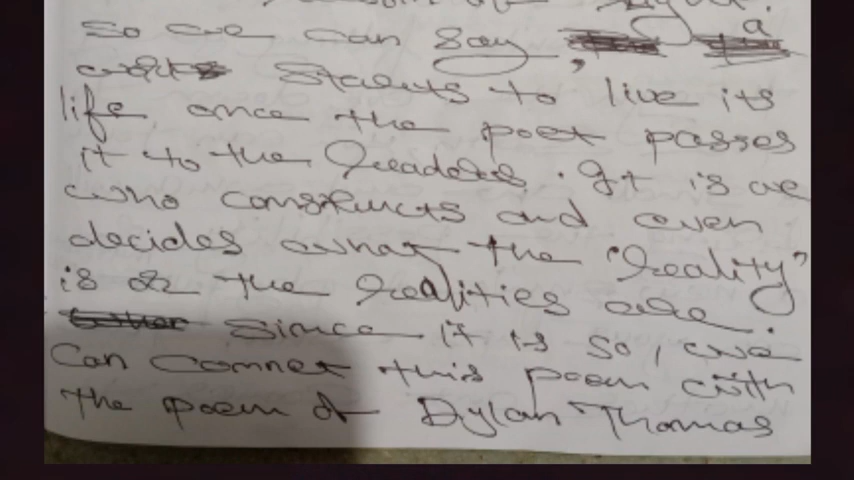 so we can say, a
starts to live its
life once the poet passes
it to the Readers. It is we
who constructs and even
decides what the "Reality"
is or the Realities are.
Since it is so, we
Can connet this poem with
the poem of Dylan Thomas